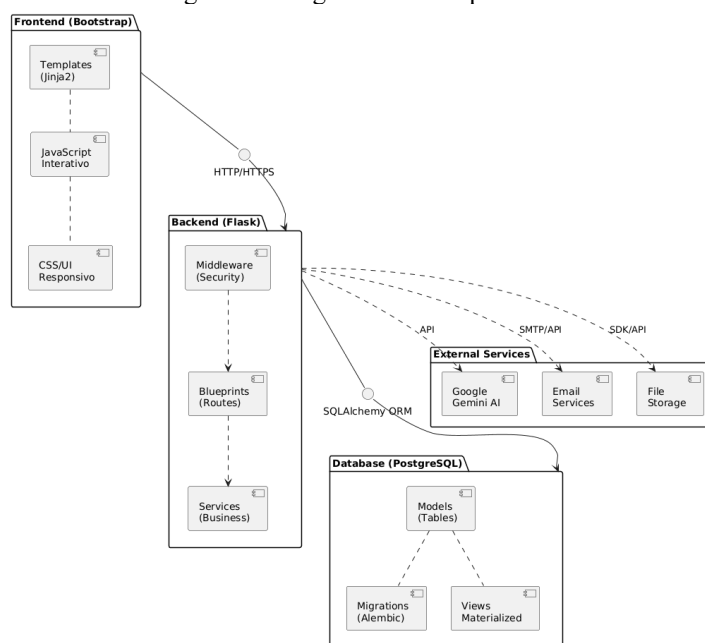 Frontend (Bootstrap)
Templates
(Jinja2)
JavaScript
Interativo
CSS/UI
Responsivo
HTTP/HTTPS
Backend (Flask)
Middleware
(Security)
Blueprints
(Routes)
Services
(Business)
API
SMTP/API
SDK/API
External Services
Google
Gemini AI
Email
Services
File
Storage
SQLAlchemy ORM
Database (PostgreSQL)
Models
(Tables)
Migrations
(Alembic)
Views
Materialized